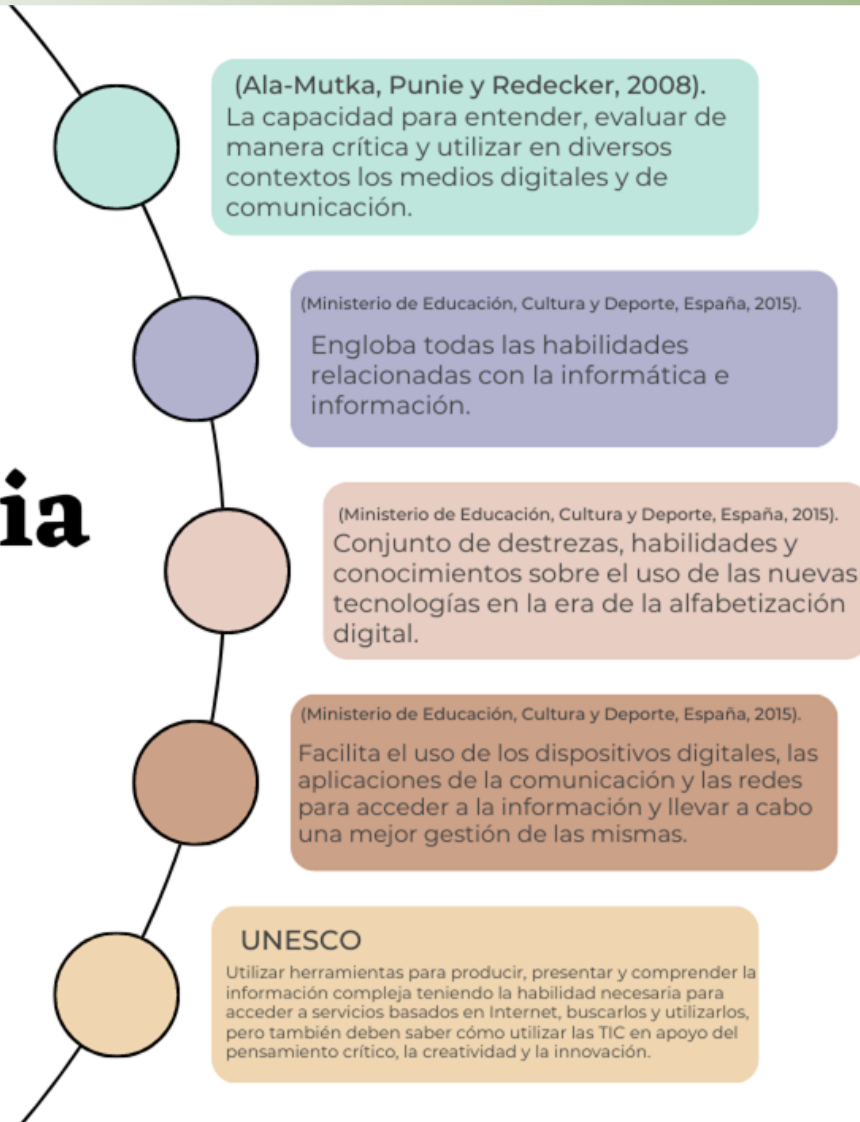 (Ala-Mutka, Punie y Redecker, 2008).
La capacidad para entender, evaluar de
manera crítica y utilizar en diversos
contextos los medios digitales y de
comunicación.
(Ministerio de Educación, Cultura y Deporte, España, 2015).
Engloba todas las habilidades
relacionadas con la informática e
información.
ia
(Ministerio de Educación, Cultura y Deporte, España, 2015).
Conjunto de destrezas, habilidades y
conocimientos sobre el uso de las nuevas
tecnologías en la era de la alfabetización
digital.
(Ministerio de Educación, Cultura y Deporte, España, 2015).
Facilita el uso de los dispositivos digitales, las
aplicaciones de la comunicación y las redes
para acceder a la información y llevar a cabo
una mejor gestión de las mismas.
UNESCO
Utilizar herramientas para producir, presentar y comprender la
información compleja teniendo la habilidad necesaria para
acceder a servicios basados en Internet, buscarlos y utilizarlos,
pero también deben saber cómo utilizar las TIC en apoyo del
pensamiento crítico, la creatividad y la innovación.